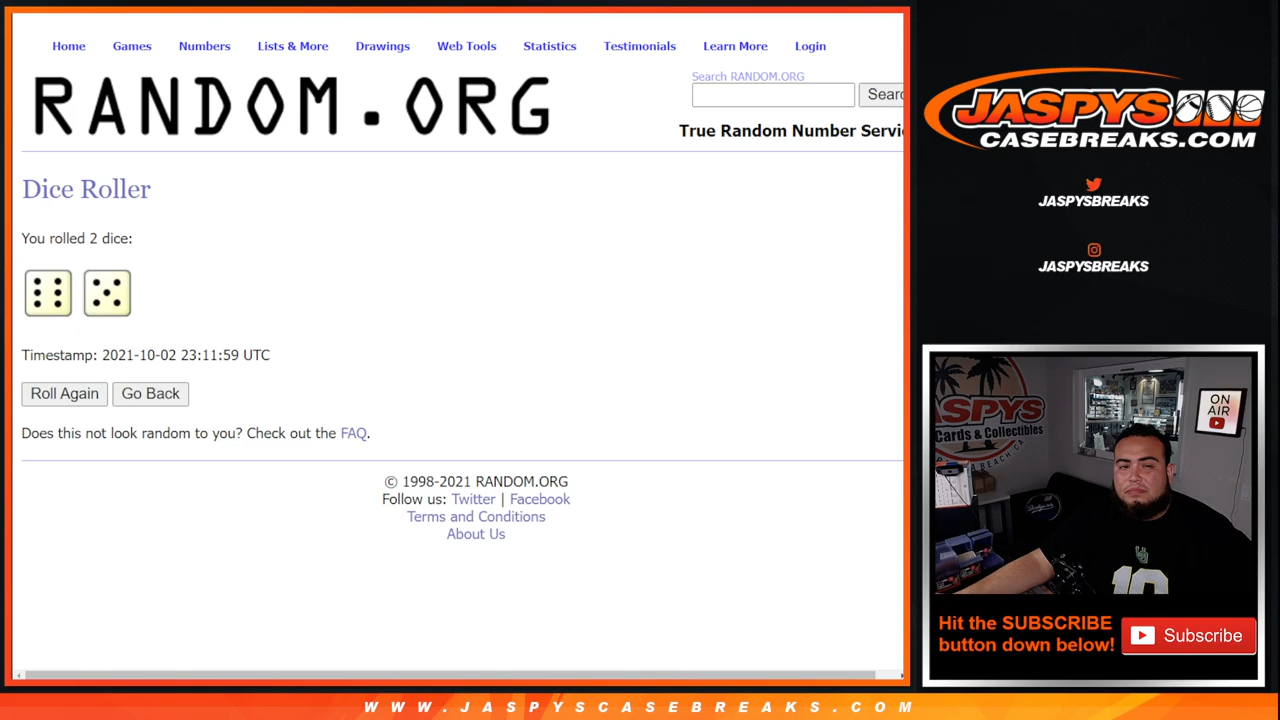 Home Games Numbers Lists & More Drawings Web Tools Statistics Testimonials Learn More Login
RANDOM.ORG
Search RANDOM.ORG
Searc
True Random Number Servi
Dice Roller
You rolled 2 dice:
Timestamp: 2021-10-02 23:11:59 UTC
Roll Again Go Back
Does this not look random to you? Check out the FAQ.
© 1998-2021 RANDOM.ORG
Follow us: Twitter | Facebook
Terms and Conditions
About Us
JASPYS
CASEBREAKS.COM
JASPYSBREAKS
JASPYSBREAKS
JASPYS
Cards & Collectibles
ON
AIR
10
Hit the SUBSCRIBE
button down below!
Subscribe
WWW.JASPYSCASEBREAKS.COM